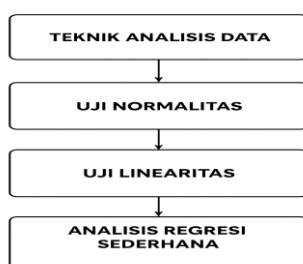 TEKNIK ANALISIS DATA
UJI NORMALITAS
UJI LINEARITAS
ANALISIS REGRESI
SEDERHANA